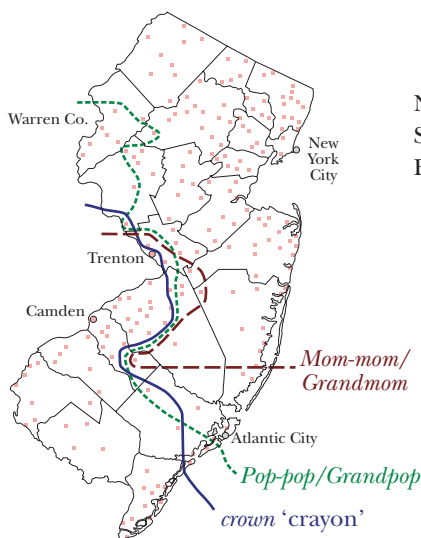 Warren Co.
New
York
City
Trenton
Camden
Mom-mom/
Grandmom
Atlantic City
Pop-pop/Grandpop
crown ‘crayon’